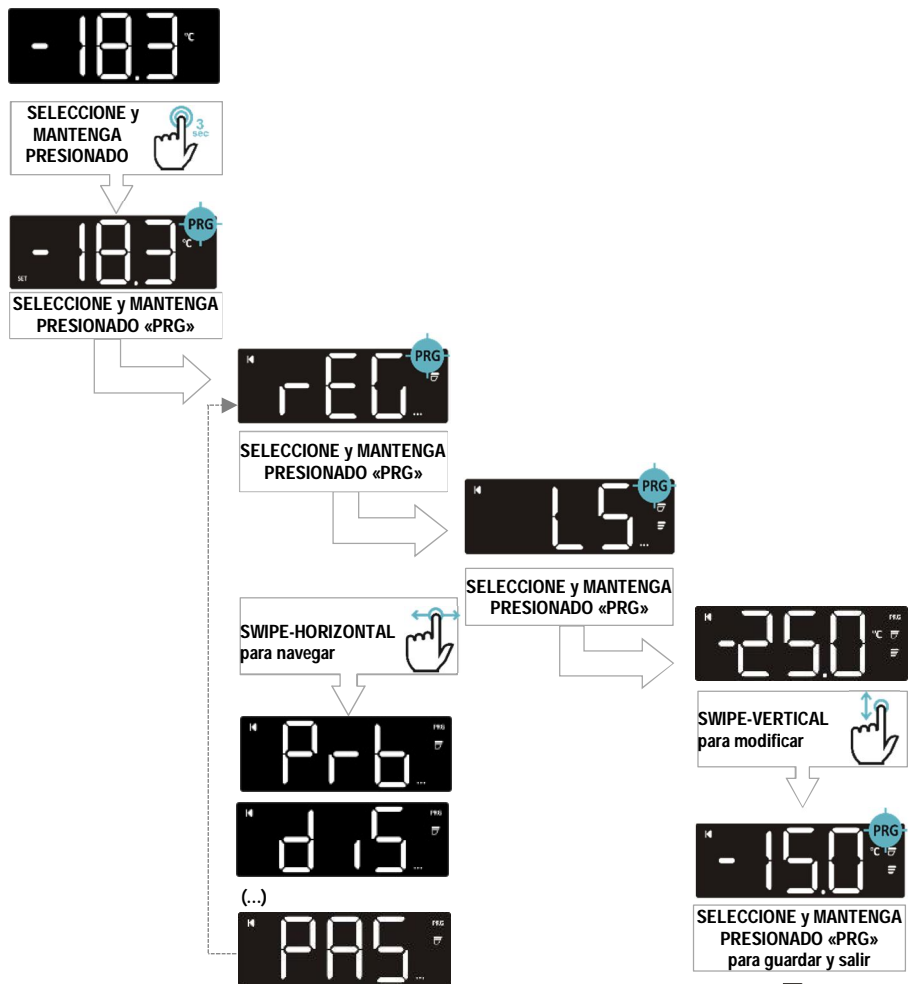 -18.3 °C
SELECCIONE y
MANTENGA
PRESIONADO
3
sec
PRG
-18.3 °C
SET
SELECCIONE y MANTENGA
PRESIONADO «PRG»
PRG
rEG...
SELECCIONE y MANTENGA
PRESIONADO «PRG»
PRG
LS...
SELECCIONE y MANTENGA
PRESIONADO «PRG»
SWIPE-HORIZONTAL
para navegar
PRG
Prb...
PRG
diS...
(...)
PRG
PAS...
PRG
-25.0 °C
SWIPE-VERTICAL
para modificar
PRG
-15.0 °C
SELECCIONE y MANTENGA
PRESIONADO «PRG»
para guardar y salir